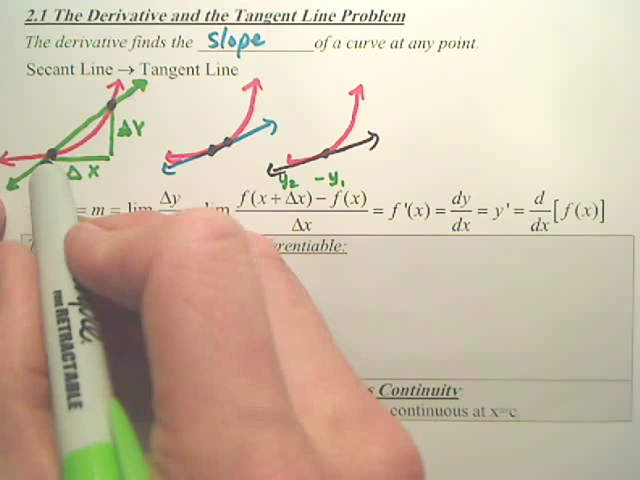 2.1 The Derivative and the Tangent Line Problem
The derivative finds the slope of a curve at any point.
Secant Line → Tangent Line
ΔY
ΔX
y₂ - y₁
= m = lim Δy f(x + Δx) − f(x) / Δx = f '(x) = dy/dx = y' = d/dx [f(x)]
Continuity
continuous at x=c.
RETRACTABLE